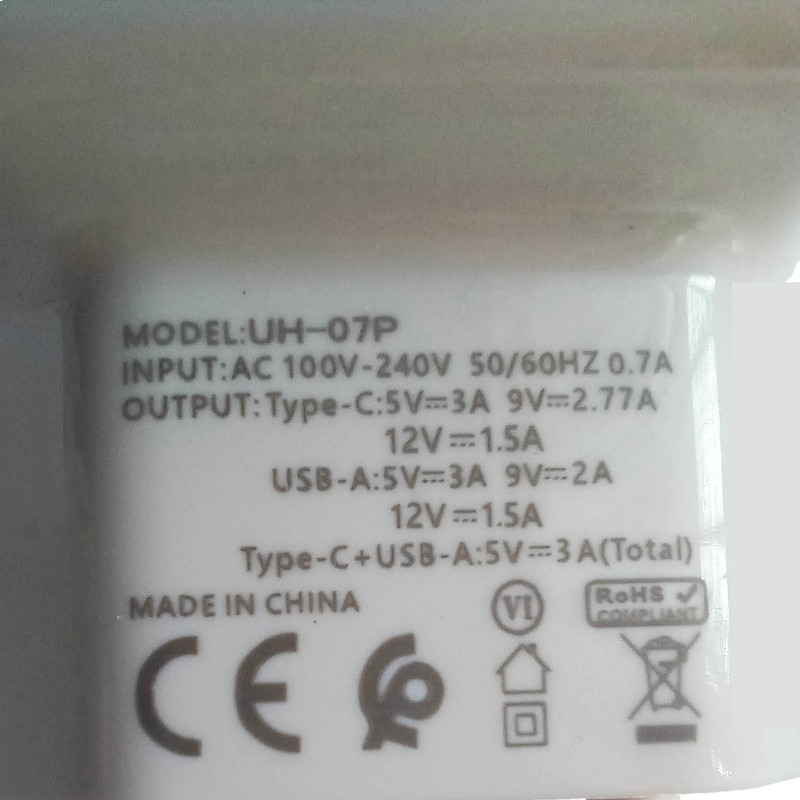 MODEL:UH-07P
INPUT:AC 100V-240V 50/60HZ 0.7A
OUTPUT:Type-C:5V⎓3A 9V⎓2.77A
12V⎓1.5A
USB-A:5V⎓3A 9V⎓2A
12V⎓1.5A
Type-C+USB-A:5V⎓3A(Total)
MADE IN CHINA
VI
RoHS
COMPLIANT
CE